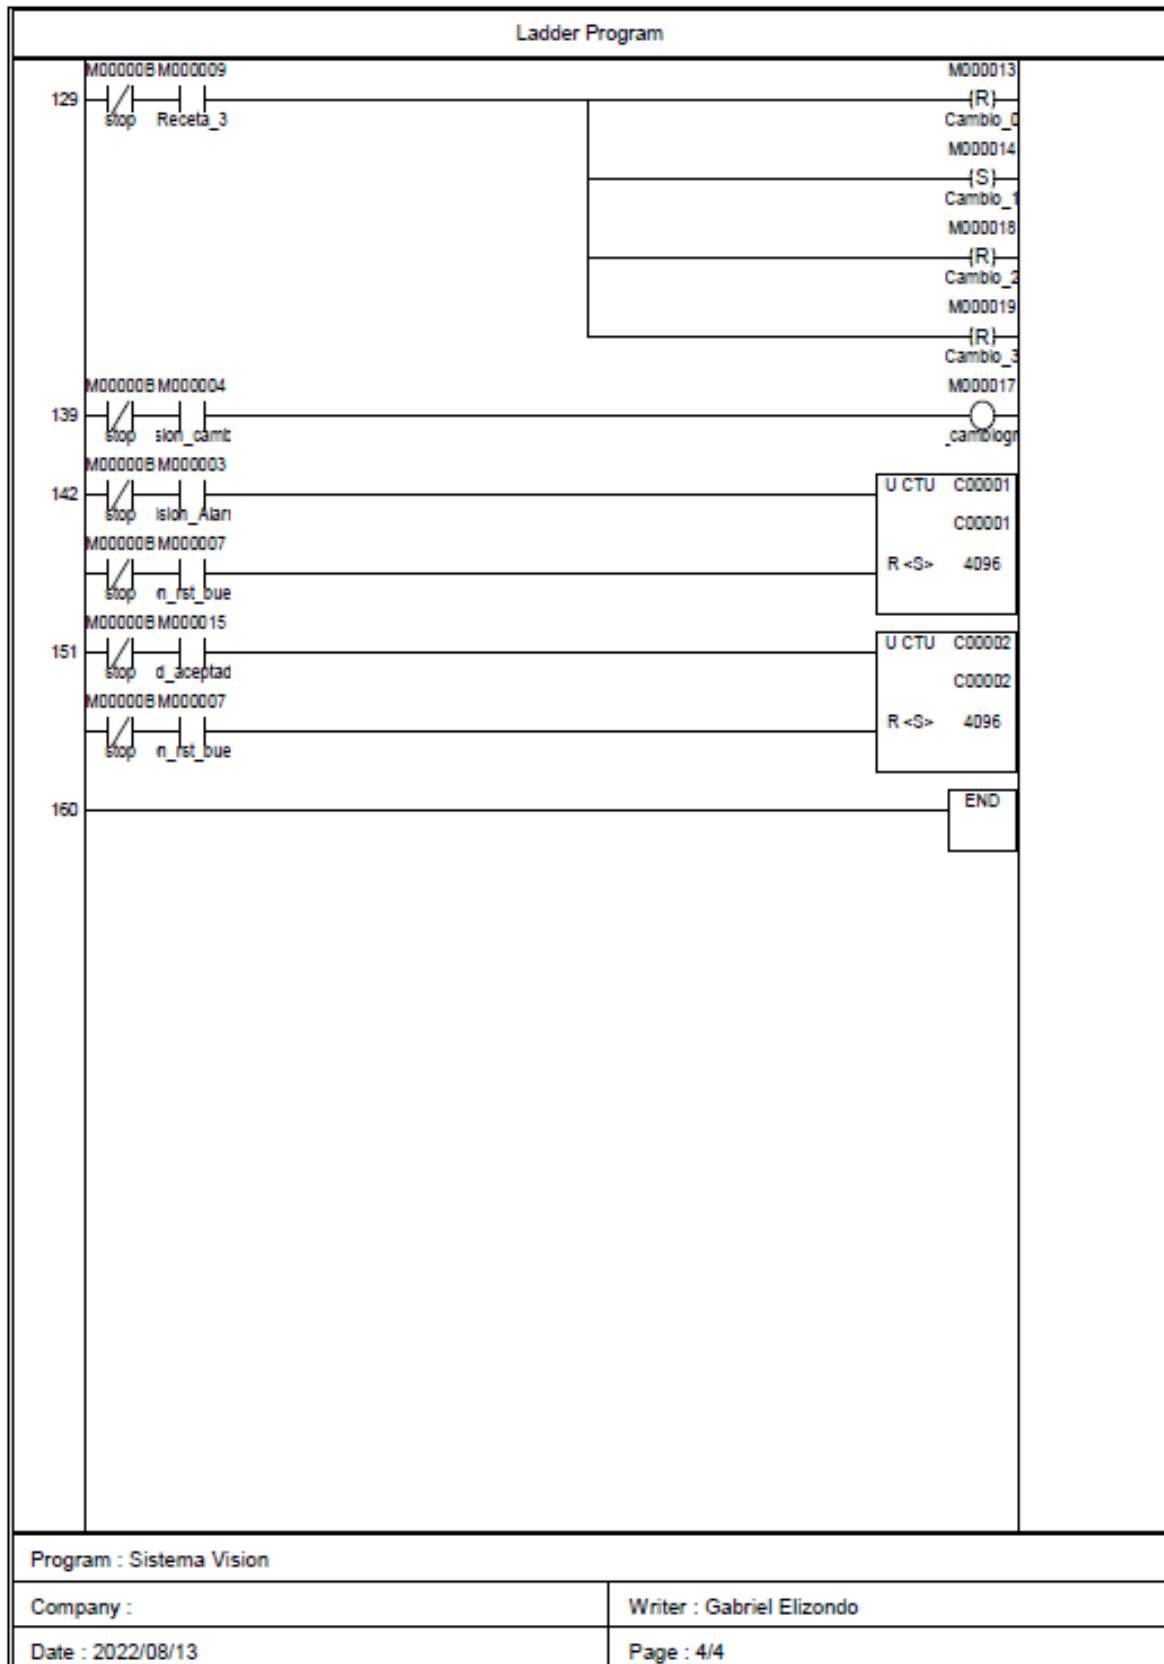 Ladder Program
M00000B M000009 M000013
129 (R)
stop Receta_3 Cambio_0
M000014
(S)
Cambio_1
M000018
(R)
Cambio_2
M000019
(R)
Cambio_3
M00000B M000004 M000017
139
stop sion_camb _cambiogr
M00000B M000003
142 U CTU C00001
stop ision_Alar
C00001
M00000B M000007
R <S> 4096
stop n_rst_bue
M00000B M000015
151 U CTU C00002
stop d_aceptad
C00002
M00000B M000007
R <S> 4096
stop n_rst_bue
160 END
Program : Sistema Vision
Company : Writer : Gabriel Elizondo
Date : 2022/08/13 Page : 4/4